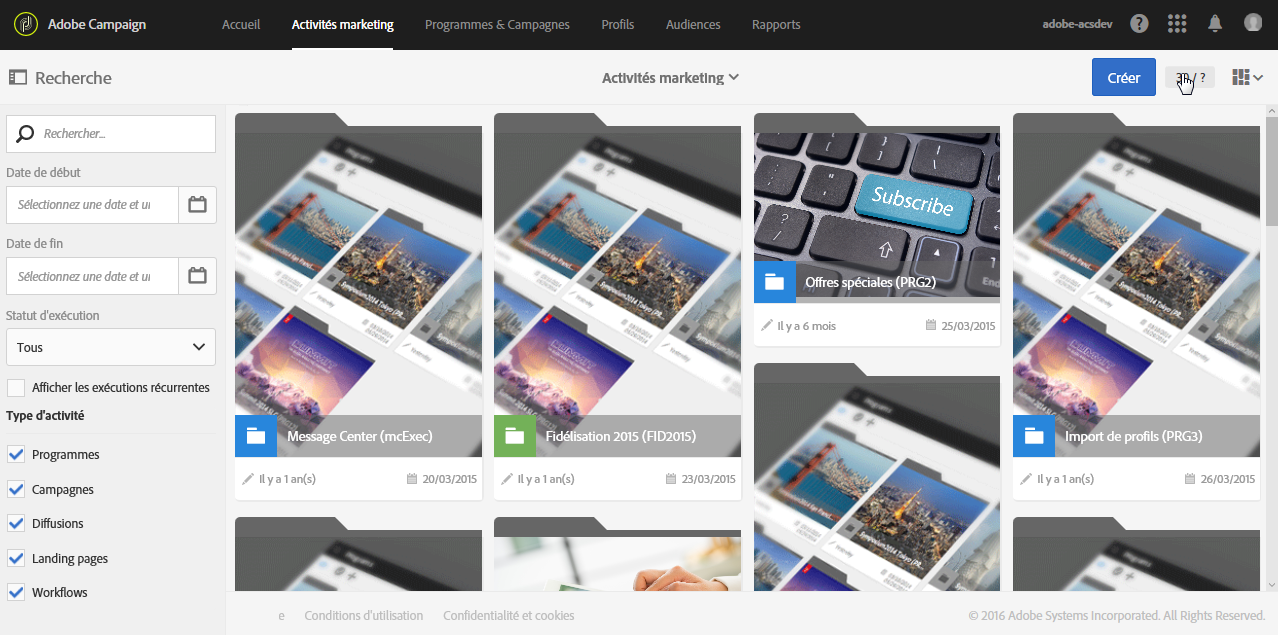 Adobe Campaign
Accueil
Activités marketing
Programmes & Campagnes
Profils
Audiences
Rapports
adobe-acsdev
Recherche
Activités marketing
Créer
/ ?
Rechercher...
Date de début
Sélectionnez une date et
Date de fin
Sélectionnez une date et
Statut d'exécution
Tous
Afficher les exécutions récurrentes
Type d'activité
Programmes
Campagnes
Diffusions
Landing pages
Workflows
Message Center (mcExec)
Il y a 1 an(s)
20/03/2015
Fidélisation 2015 (FID2015)
Il y a 1 an(s)
23/03/2015
Subscribe
Offres spéciales (PRG2)
Il y a 6 mois
25/03/2015
Import de profils (PRG3)
Il y a 1 an(s)
26/03/2015
e
Conditions d'utilisation
Confidentialité et cookies
© 2016 Adobe Systems Incorporated. All Rights Reserved.